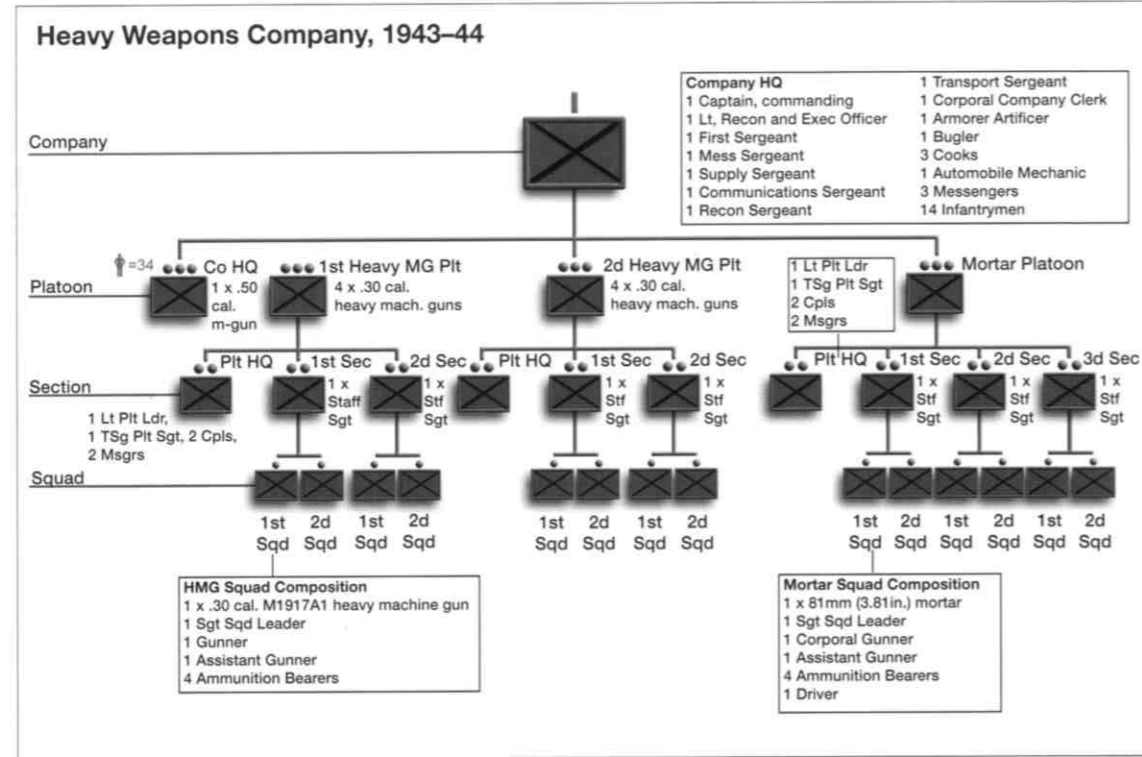 Heavy Weapons Company, 1943–44
Company HQ
1 Captain, commanding
1 Lt, Recon and Exec Officer
1 First Sergeant
1 Mess Sergeant
1 Supply Sergeant
1 Communications Sergeant
1 Recon Sergeant
1 Transport Sergeant
1 Corporal Company Clerk
1 Armorer Artificer
1 Bugler
3 Cooks
1 Automobile Mechanic
3 Messengers
14 Infantrymen
Company
Platoon
=34
Co HQ
1 x .50
cal.
m-gun
1st Heavy MG Plt
4 x .30 cal.
heavy mach. guns
2d Heavy MG Plt
4 x .30 cal.
heavy mach. guns
1 Lt Plt Ldr
1 TSg Plt Sgt
2 Cpls
2 Msgrs
Mortar Platoon
Section
Plt HQ
1 Lt Plt Ldr,
1 TSg Plt Sgt, 2 Cpls,
2 Msgrs
1st Sec
1 x
Staff
Sgt
2d Sec
1 x
Stf
Sgt
Plt HQ
1st Sec
1 x
Stf
Sgt
2d Sec
1 x
Stf
Sgt
Plt HQ
1st Sec
1 x
Stf
Sgt
2d Sec
1 x
Stf
Sgt
3d Sec
1 x
Stf
Sgt
Squad
1st
Sqd
2d
Sqd
1st
Sqd
2d
Sqd
1st
Sqd
2d
Sqd
1st
Sqd
2d
Sqd
1st
Sqd
2d
Sqd
1st
Sqd
2d
Sqd
1st
Sqd
2d
Sqd
HMG Squad Composition
1 x .30 cal. M1917A1 heavy machine gun
1 Sgt Sqd Leader
1 Gunner
1 Assistant Gunner
4 Ammunition Bearers
Mortar Squad Composition
1 x 81mm (3.81in.) mortar
1 Sgt Sqd Leader
1 Corporal Gunner
1 Assistant Gunner
4 Ammunition Bearers
1 Driver